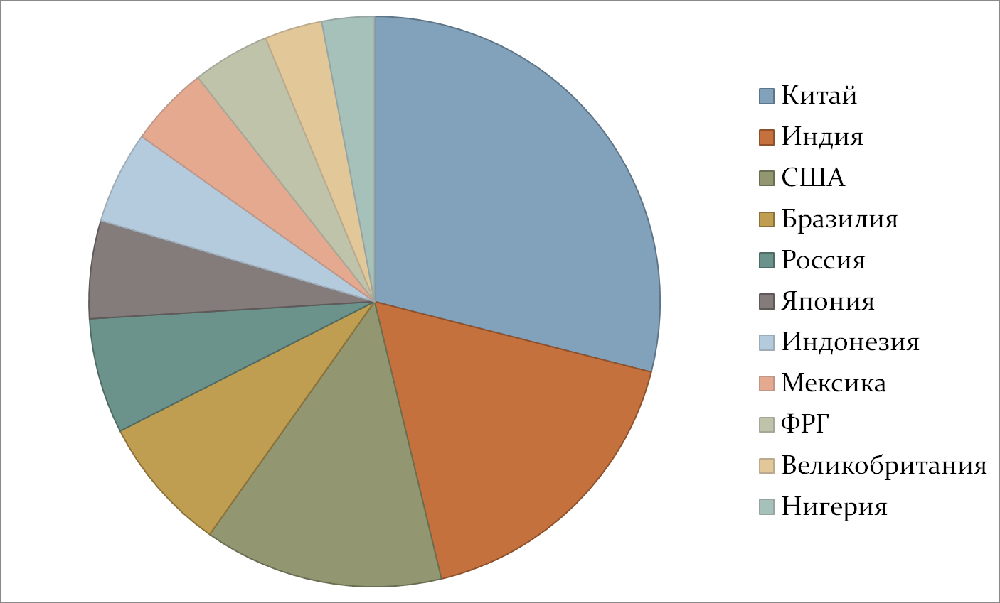 Китай
Индия
США
Бразилия
Россия
Япония
Индонезия
Мексика
ФРГ
Великобритания
Нигерия